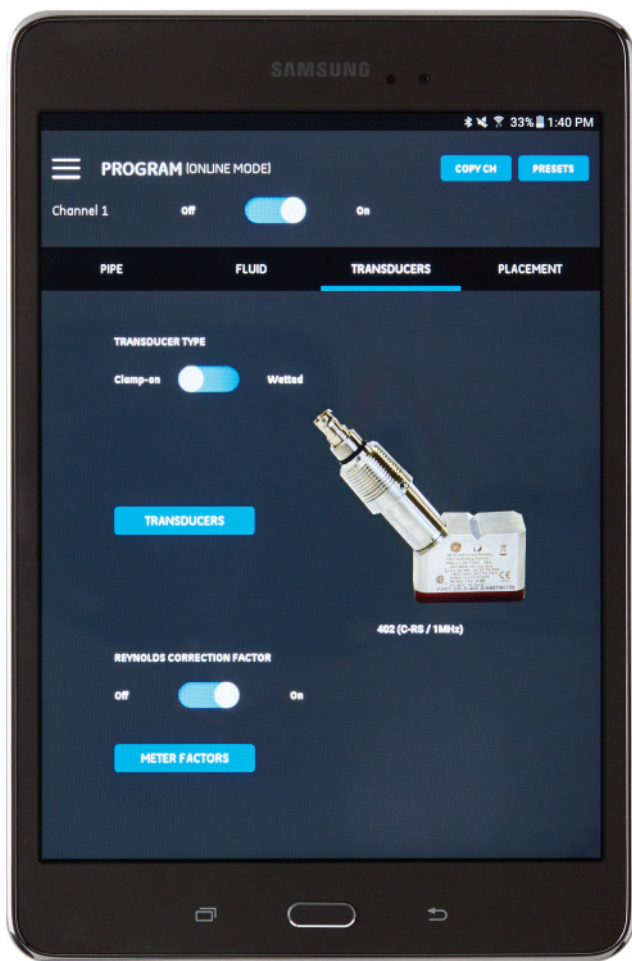 SAMSUNG
33% 1:40 PM
PROGRAM (ONLINE MODE)
COPY CH
PRESETS
Channel 1 Off On
PIPE FLUID TRANSDUCERS PLACEMENT
TRANSDUCER TYPE
Clamp-on Wetted
TRANSDUCERS
402 (C-RS / 1MHz)
REYNOLDS CORRECTION FACTOR
Off On
METER FACTORS